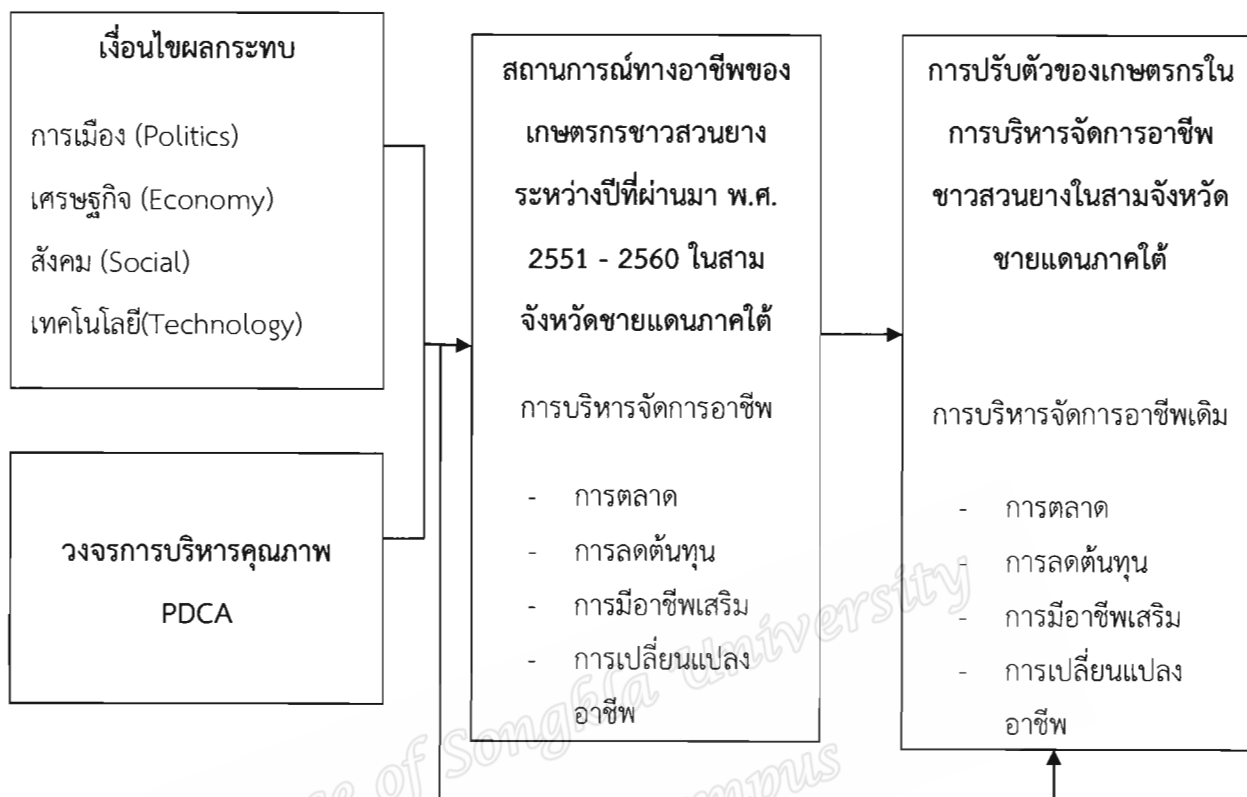 เงื่อนไขผลกระทบ
การเมือง (Politics)
เศรษฐกิจ (Economy)
สังคม (Social)
เทคโนโลยี(Technology)
วงจรการบริหารคุณภาพ
PDCA
สถานการณ์ทางอาชีพของ
เกษตรกรชาวสวนยาง
ระหว่างปีที่ผ่านมา พ.ศ.
2551 - 2560 ในสาม
จังหวัดชายแดนภาคใต้
การบริหารจัดการอาชีพ
- การตลาด
- การลดต้นทุน
- การมีอาชีพเสริม
- การเปลี่ยนแปลง
อาชีพ
การปรับตัวของเกษตรกรใน
การบริหารจัดการอาชีพ
ชาวสวนยางในสามจังหวัด
ชายแดนภาคใต้
การบริหารจัดการอาชีพเดิม
- การตลาด
- การลดต้นทุน
- การมีอาชีพเสริม
- การเปลี่ยนแปลง
อาชีพ
of Songkla University